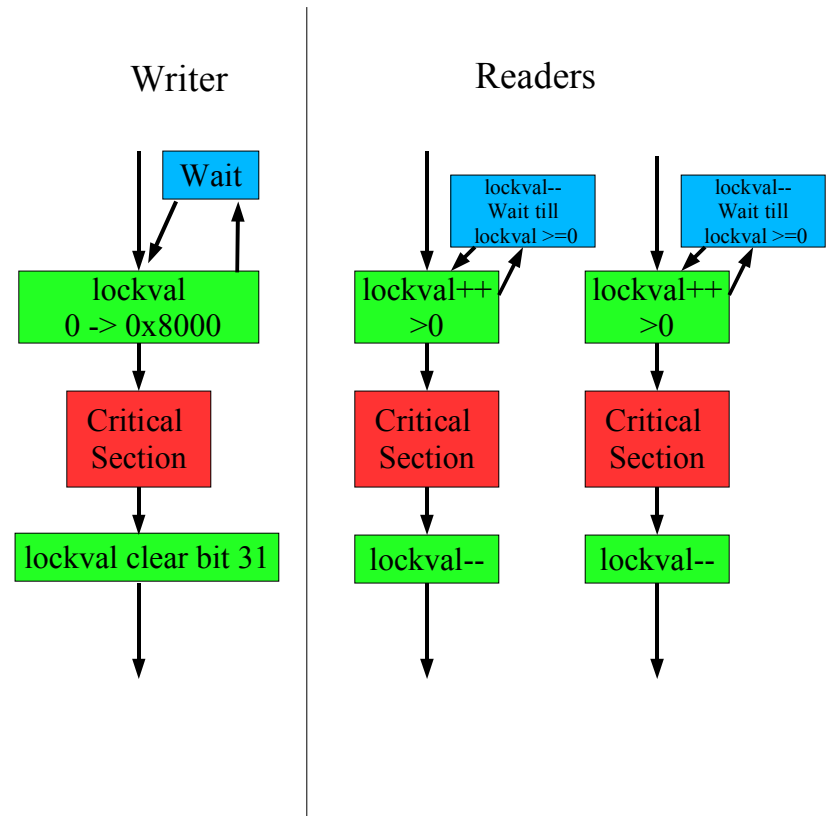 Writer
Wait
lockval
0 -> 0x8000
Critical
Section
lockval clear bit 31
Readers
lockval--
Wait till
lockval >=0
lockval++
>0
Critical
Section
lockval--
lockval--
Wait till
lockval >=0
lockval++
>0
Critical
Section
lockval--